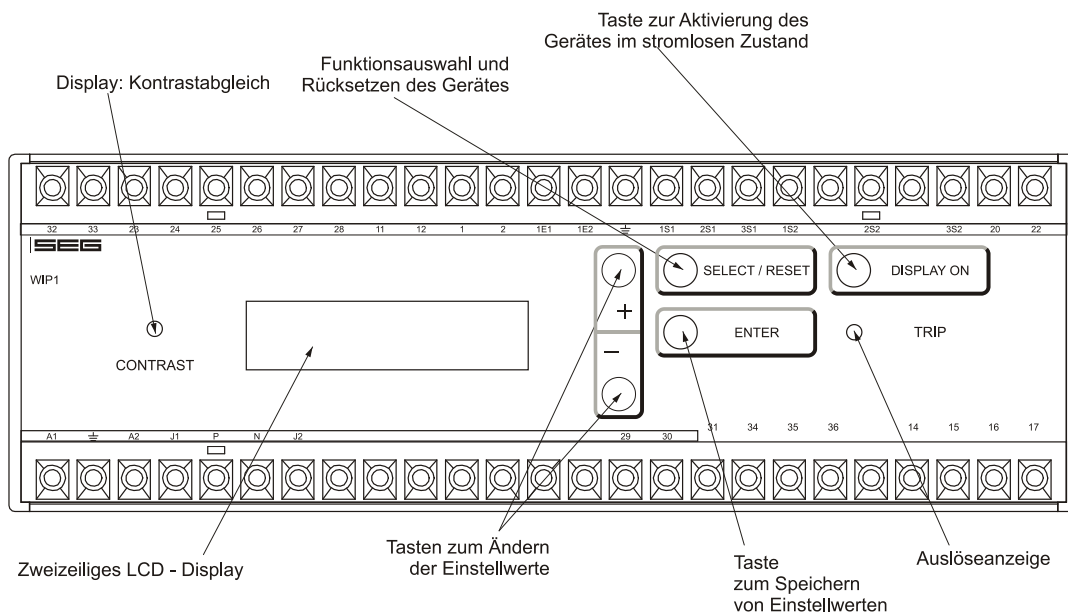 Taste zur Aktivierung des
Gerätes im stromlosen Zustand
Funktionsauswahl und
Rücksetzen des Gerätes
Display: Kontrastabgleich
32 33 23 24 25 26 27 28 11 12 1 2 1E1 1E2 1S1 2S1 3S1 1S2 2S2 3S2 20 22
SEG
WIP1
SELECT / RESET
DISPLAY ON
+
ENTER
TRIP
CONTRAST
−
A1 A2 J1 P N J2 29 30 31 34 35 36 14 15 16 17
Zweizeiliges LCD - Display
Tasten zum Ändern
der Einstellwerte
Taste
zum Speichern
von Einstellwerten
Auslöseanzeige